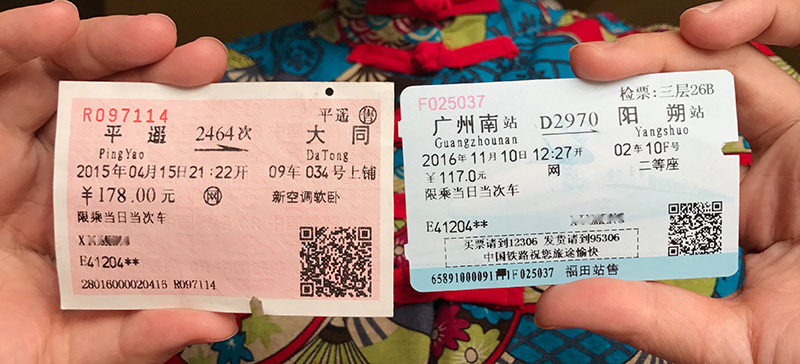 R097114 平遥 售
平遥 2464次 大同
PingYao DaTong
2015年04月15日21:22开 09车034号上铺
￥178.00元 网 新空调软卧
限乘当日当次车
E41204**
28016000020416 R097114
F025037 检票:三层26B
广州南站 D2970 阳朔站
Guangzhounan Yangshuo
2016年11月10日12:27开 02车10F号
￥117.0元 网 二等座
限乘当日当次车
E41204**
买票请到12306 发货请到95306
中国铁路祝您旅途愉快
F025037 福田站售